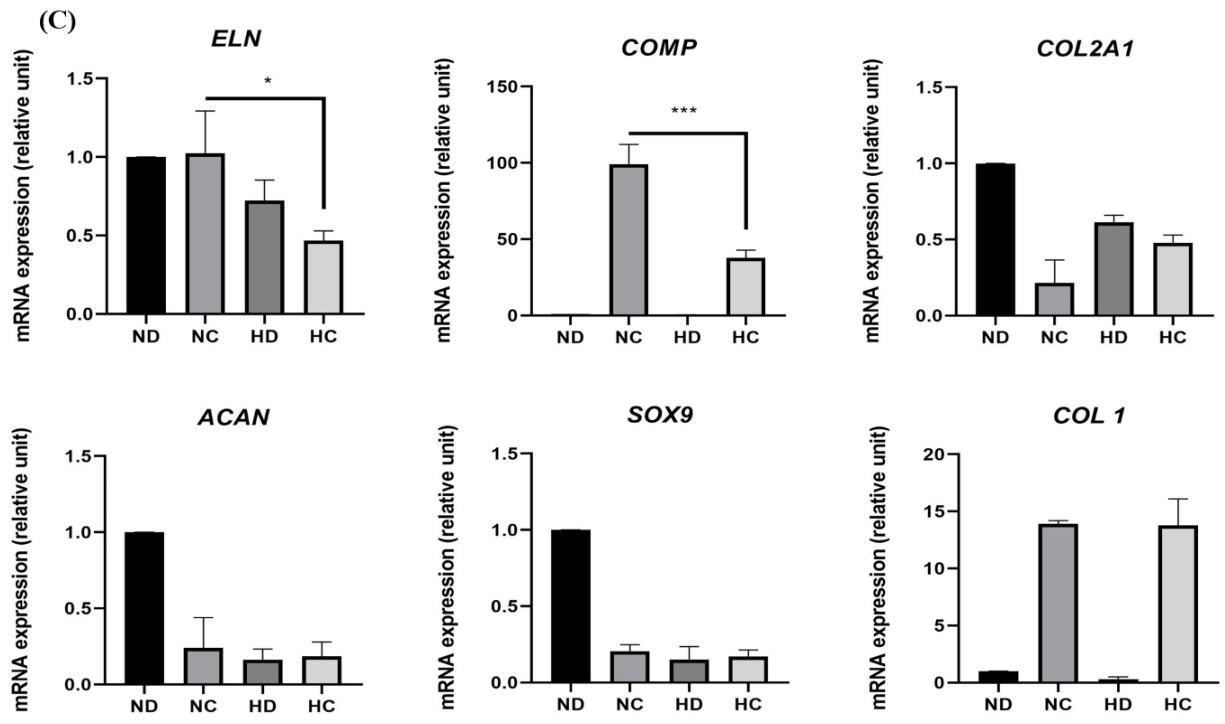 (C)
ELN
mRNA expression (relative unit)
1.5
1.0
0.5
0.0
*
ND NC HD HC
COMP
mRNA expression (relative unit)
150
100
50
0
***
ND NC HD HC
COL2A1
mRNA expression (relative unit)
1.5
1.0
0.5
0.0
ND NC HD HC
ACAN
mRNA expression (relative unit)
1.5
1.0
0.5
0.0
ND NC HD HC
SOX9
mRNA expression (relative unit)
1.5
1.0
0.5
0.0
ND NC HD HC
COL 1
mRNA expression (relative unit)
20
15
10
5
0
ND NC HD HC